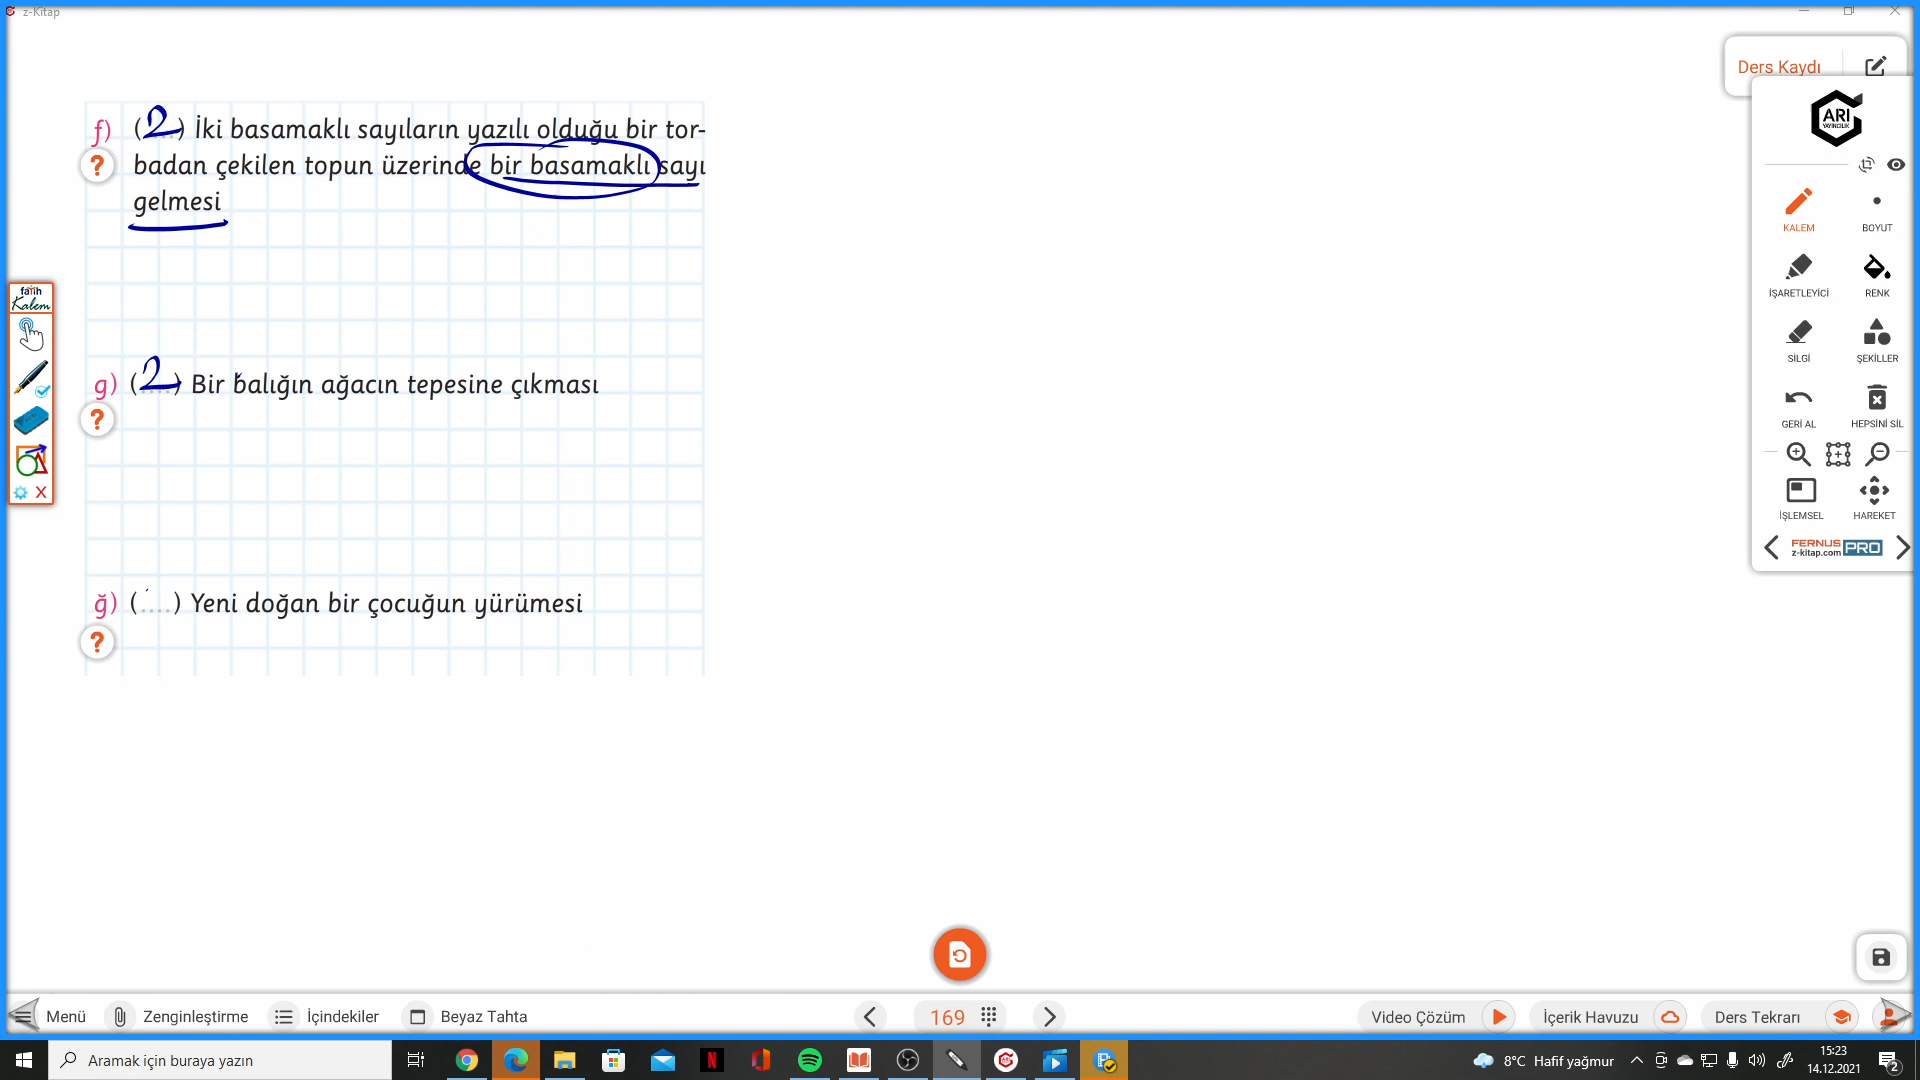 z-Kitap
Ders Kaydı
f) (2) İki basamaklı sayıların yazılı olduğu bir tor-
badan çekilen topun üzerinde bir basamaklı sayı
gelmesi
?
g) (2) Bir balığın ağacın tepesine çıkması
?
ğ) (....) Yeni doğan bir çocuğun yürümesi
?
fatih
Kalem
X
ARI
YAYINCILIK
KALEM
BOYUT
İŞARETLEYİCİ
RENK
SİLGİ
ŞEKİLLER
GERİ AL
HEPSİNİ SİL
İŞLEMSEL
HAREKET
FERNUS
z-kitap.com PRO
Menü
Zenginleştirme
İçindekiler
Beyaz Tahta
169
Video Çözüm
İçerik Havuzu
Ders Tekrarı
Aramak için buraya yazın
8°C Hafif yağmur
15:23
14.12.2021
2